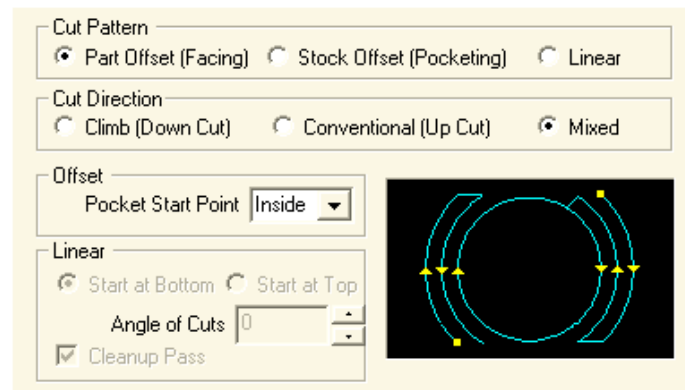 Cut Pattern
Part Offset (Facing) Stock Offset (Pocketing) Linear
Cut Direction
Climb (Down Cut) Conventional (Up Cut) Mixed
Offset
Pocket Start Point Inside
Linear
Start at Bottom Start at Top
Angle of Cuts 0
Cleanup Pass